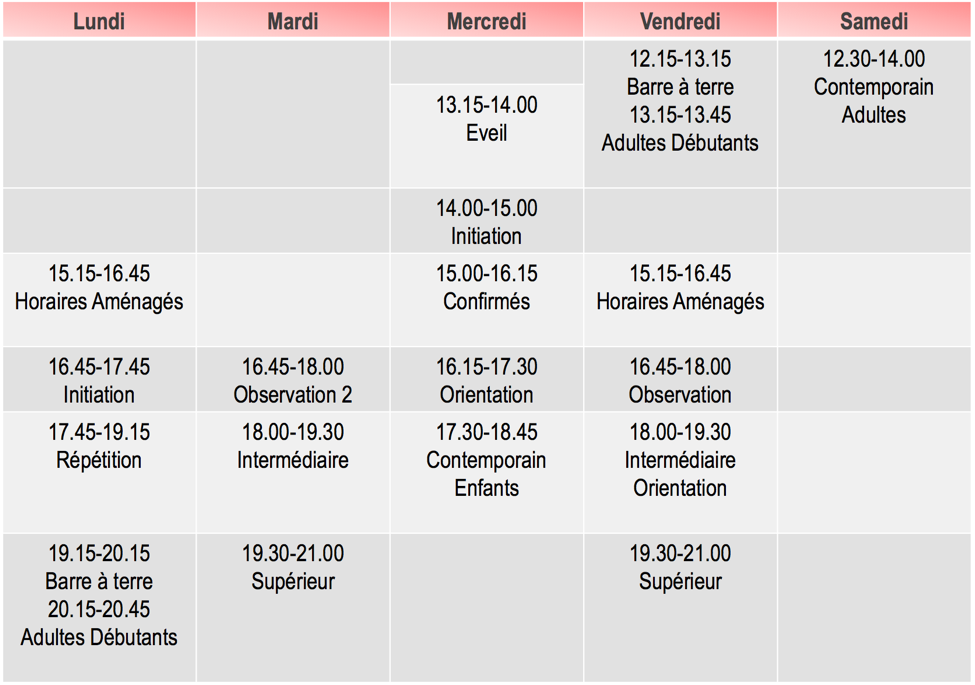 Lundi
Mardi
Mercredi
Vendredi
Samedi
13.15-14.00
Eveil
12.15-13.15
Barre à terre
13.15-13.45
Adultes Débutants
12.30-14.00
Contemporain
Adultes
14.00-15.00
Initiation
15.15-16.45
Horaires Aménagés
15.00-16.15
Confirmés
15.15-16.45
Horaires Aménagés
16.45-17.45
Initiation
16.45-18.00
Observation 2
16.15-17.30
Orientation
16.45-18.00
Observation
17.45-19.15
Répétition
18.00-19.30
Intermédiaire
17.30-18.45
Contemporain
Enfants
18.00-19.30
Intermédiaire
Orientation
19.15-20.15
Barre à terre
20.15-20.45
Adultes Débutants
19.30-21.00
Supérieur
19.30-21.00
Supérieur